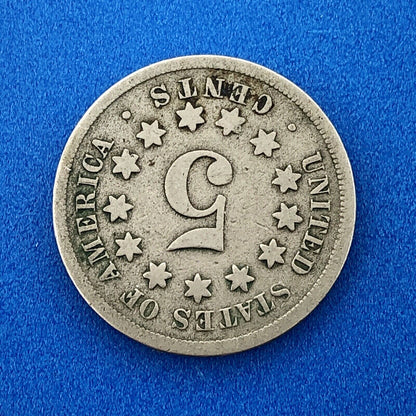 UNITED STATES OF AMERICA
5
· CENTS ·